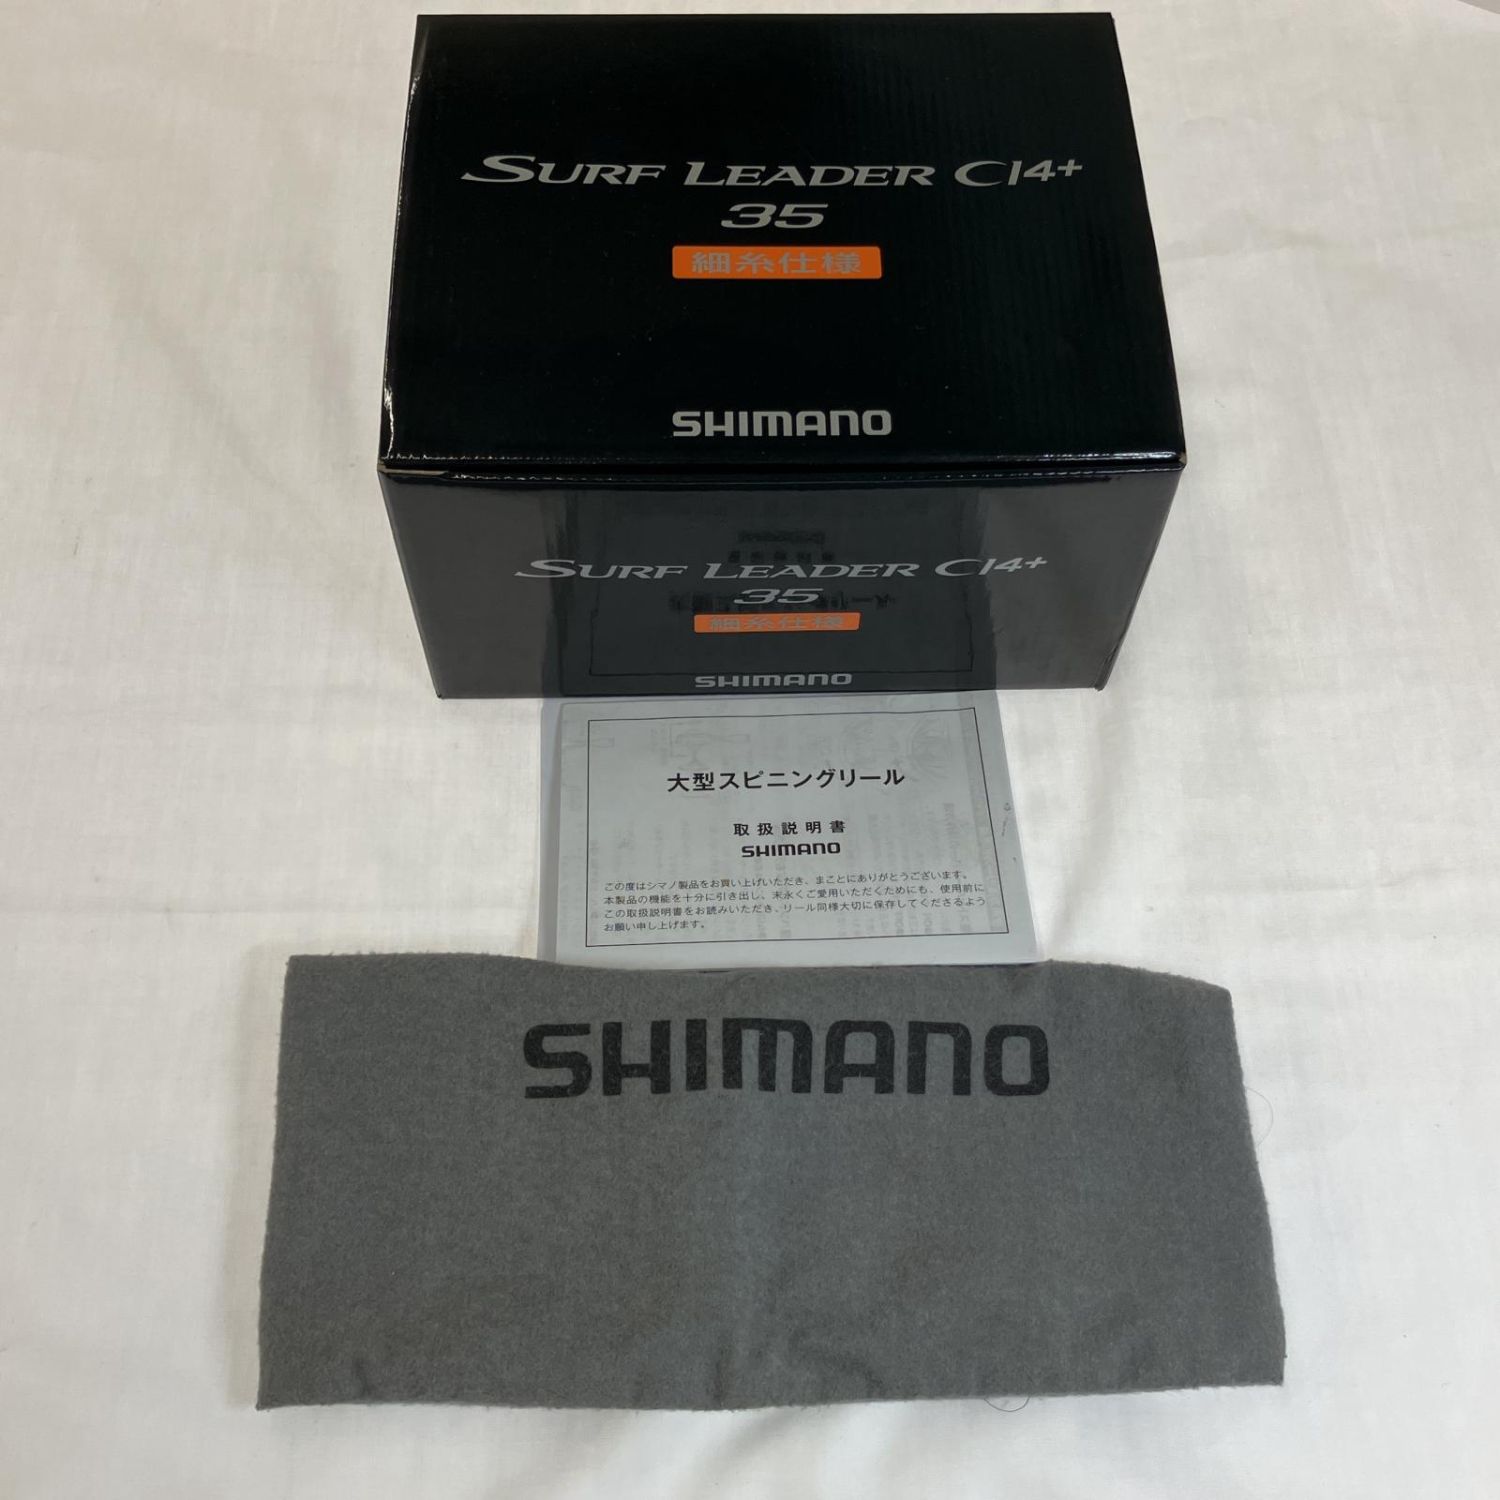 SURF LEADER CI4+
35
細糸仕様
SHIMANO
SURF LEADER CI4+
35
細糸仕様
SHIMANO
大型スピニングリール
取扱説明書
SHIMANO
この度はシマノ製品をお買い上げいただき、まことにありがとうございます。
本製品の機能を十分に引き出し、末永くご愛用いただくためにも、使用前に
この取扱説明書をお読みいただき、リール同様大切に保存してくださるよう
お願い申し上げます。
SHIMANO